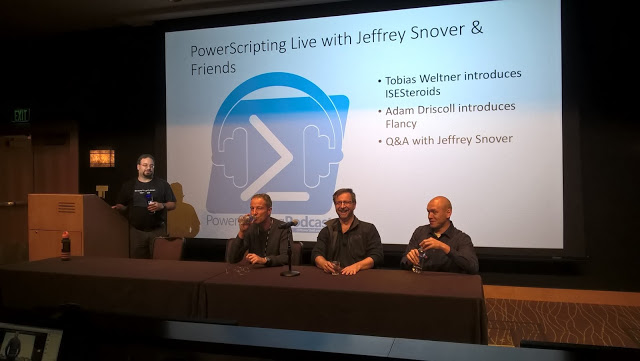 EXIT
PowerScripting Live with Jeffrey Snover &
Friends
• Tobias Weltner introduces
ISESteroids
• Adam Driscoll introduces
Flancy
• Q&A with Jeffrey Snover